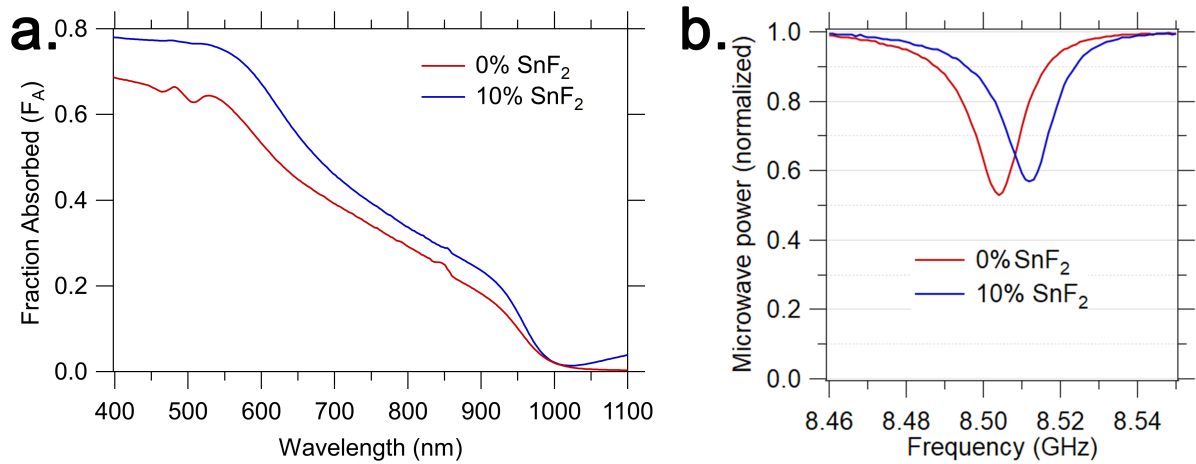 a.
0.8
0.6
0.4
0.2
0.0
Fraction Absorbed (F_A)
0% SnF₂
10% SnF₂
400 500 600 700 800 900 1000 1100
Wavelength (nm)
b.
1.0
0.8
0.6
0.4
0.2
0.0
Microwave power (normalized)
0% SnF₂
10% SnF₂
8.46 8.48 8.50 8.52 8.54
Frequency (GHz)